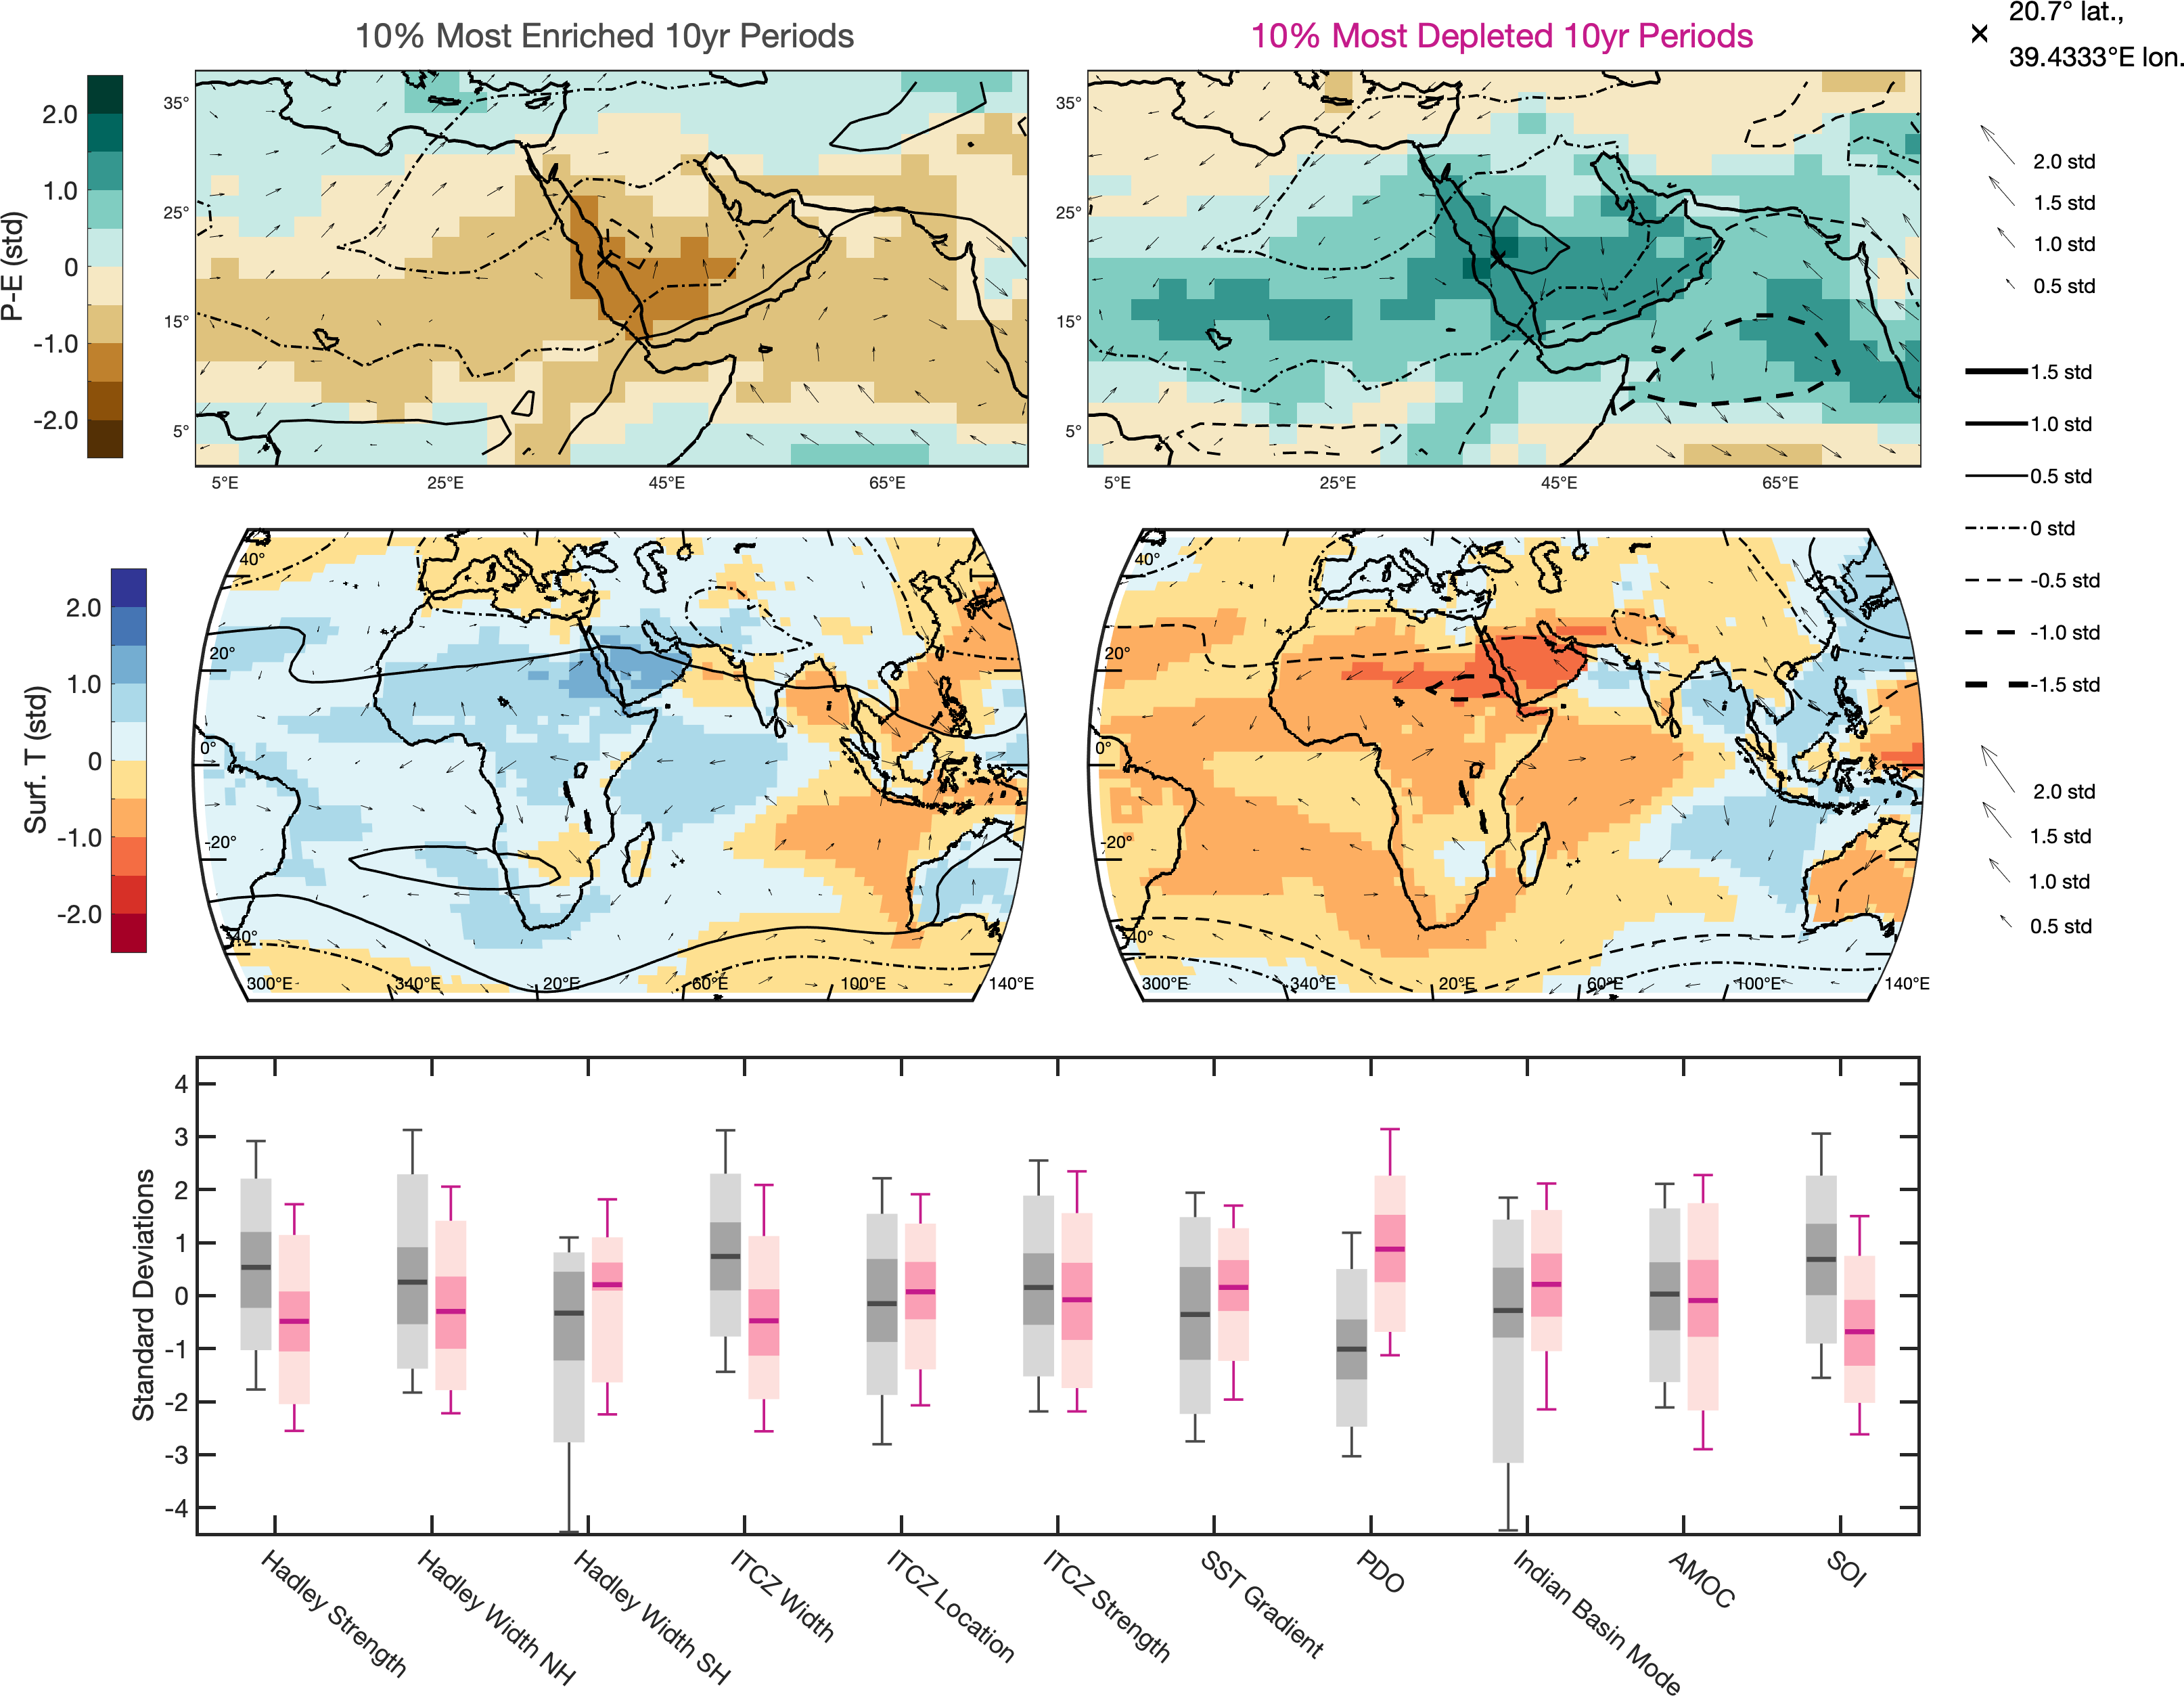 10% Most Enriched 10yr Periods
10% Most Depleted 10yr Periods
20.7° lat.,
39.4333°E lon.
P-E (std)
2.0
1.0
0
-1.0
-2.0
35°
25°
15°
5°
5°E
25°E
45°E
65°E
35°
25°
15°
5°
5°E
25°E
45°E
65°E
2.0 std
1.5 std
1.0 std
0.5 std
1.5 std
1.0 std
0.5 std
0 std
-0.5 std
-1.0 std
-1.5 std
2.0 std
1.5 std
1.0 std
0.5 std
Surf. T (std)
2.0
1.0
0
-1.0
-2.0
40°
20°
0°
-20°
-40°
300°E
340°E
20°E
60°E
100°E
140°E
40°
20°
0°
-20°
-40°
300°E
340°E
20°E
60°E
100°E
140°E
Standard Deviations
4
3
2
1
0
-1
-2
-3
-4
Hadley Strength
Hadley Width NH
Hadley Width SH
ITCZ Width
ITCZ Location
ITCZ Strength
SST Gradient
PDO
Indian Basin Mode
AMOC
SOI